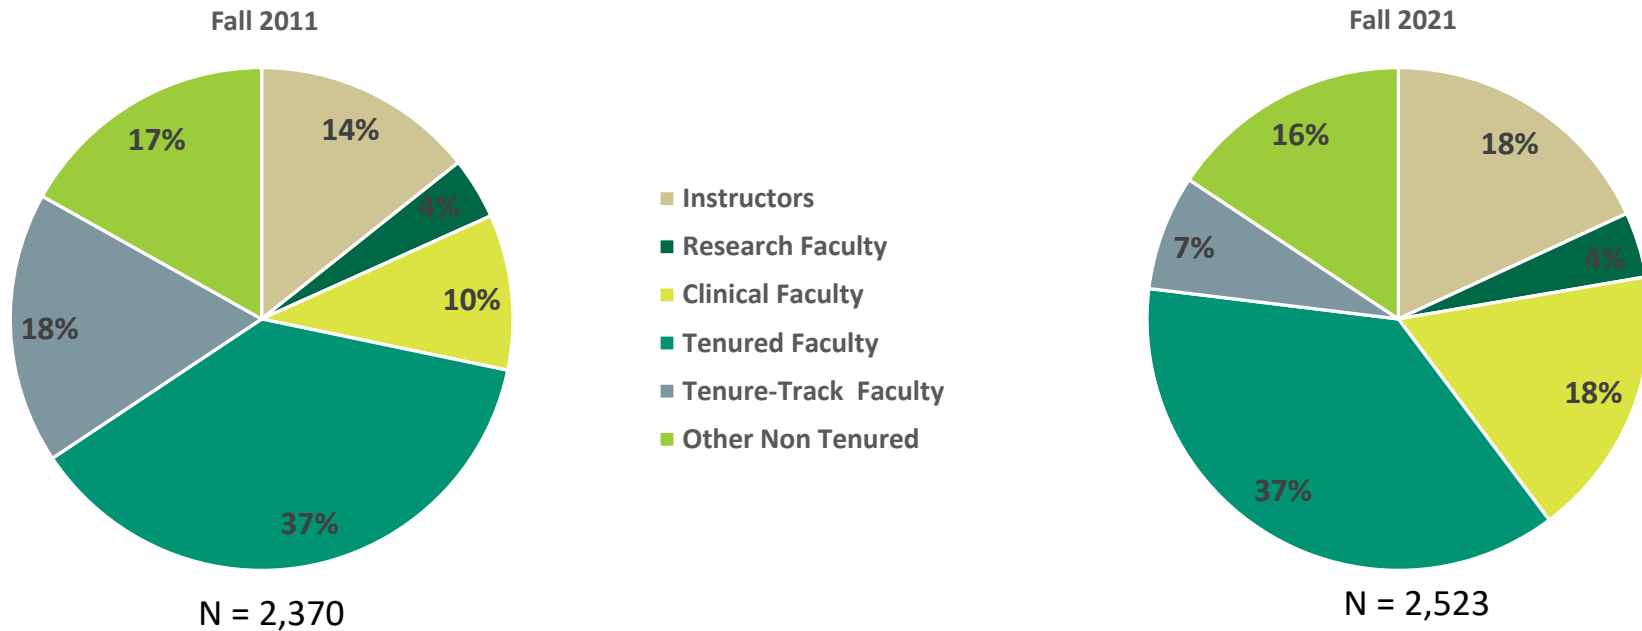 Fall 2011
17%
14%
4%
10%
18%
37%
N = 2,370
Instructors
Research Faculty
Clinical Faculty
Tenured Faculty
Tenure-Track  Faculty
Other Non Tenured
Fall 2021
16%
18%
7%
4%
18%
37%
N = 2,523